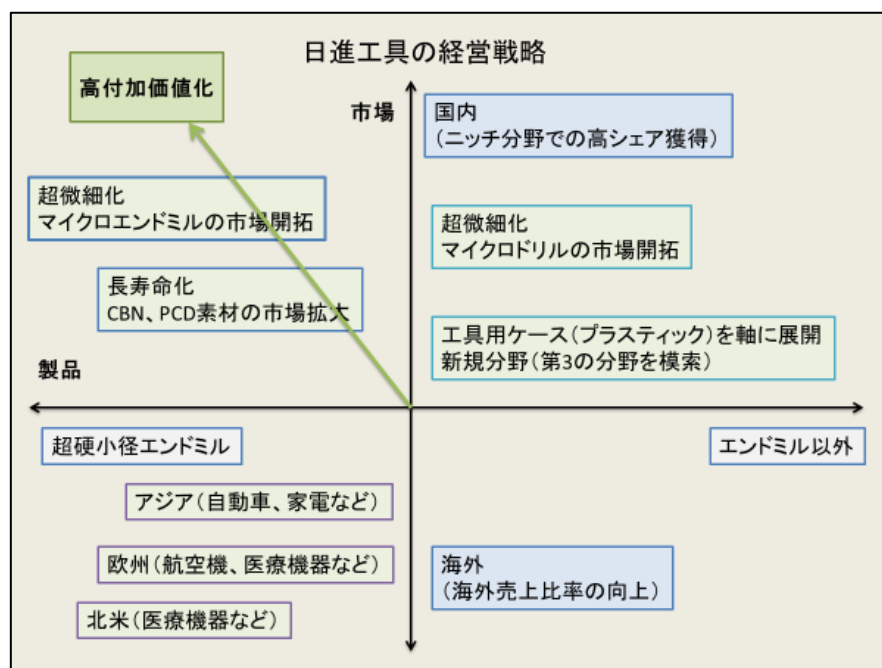 日進工具の経営戦略
高付加価値化
市場
国内
（ニッチ分野での高シェア獲得）
超微細化
マイクロエンドミルの市場開拓
超微細化
マイクロドリルの市場開拓
長寿命化
CBN、PCD素材の市場拡大
工具用ケース（プラスティック）を軸に展開
新規分野（第3の分野を模索）
製品
超硬小径エンドミル
エンドミル以外
アジア（自動車、家電など）
欧州（航空機、医療機器など）
北米（医療機器など）
海外
（海外売上比率の向上）